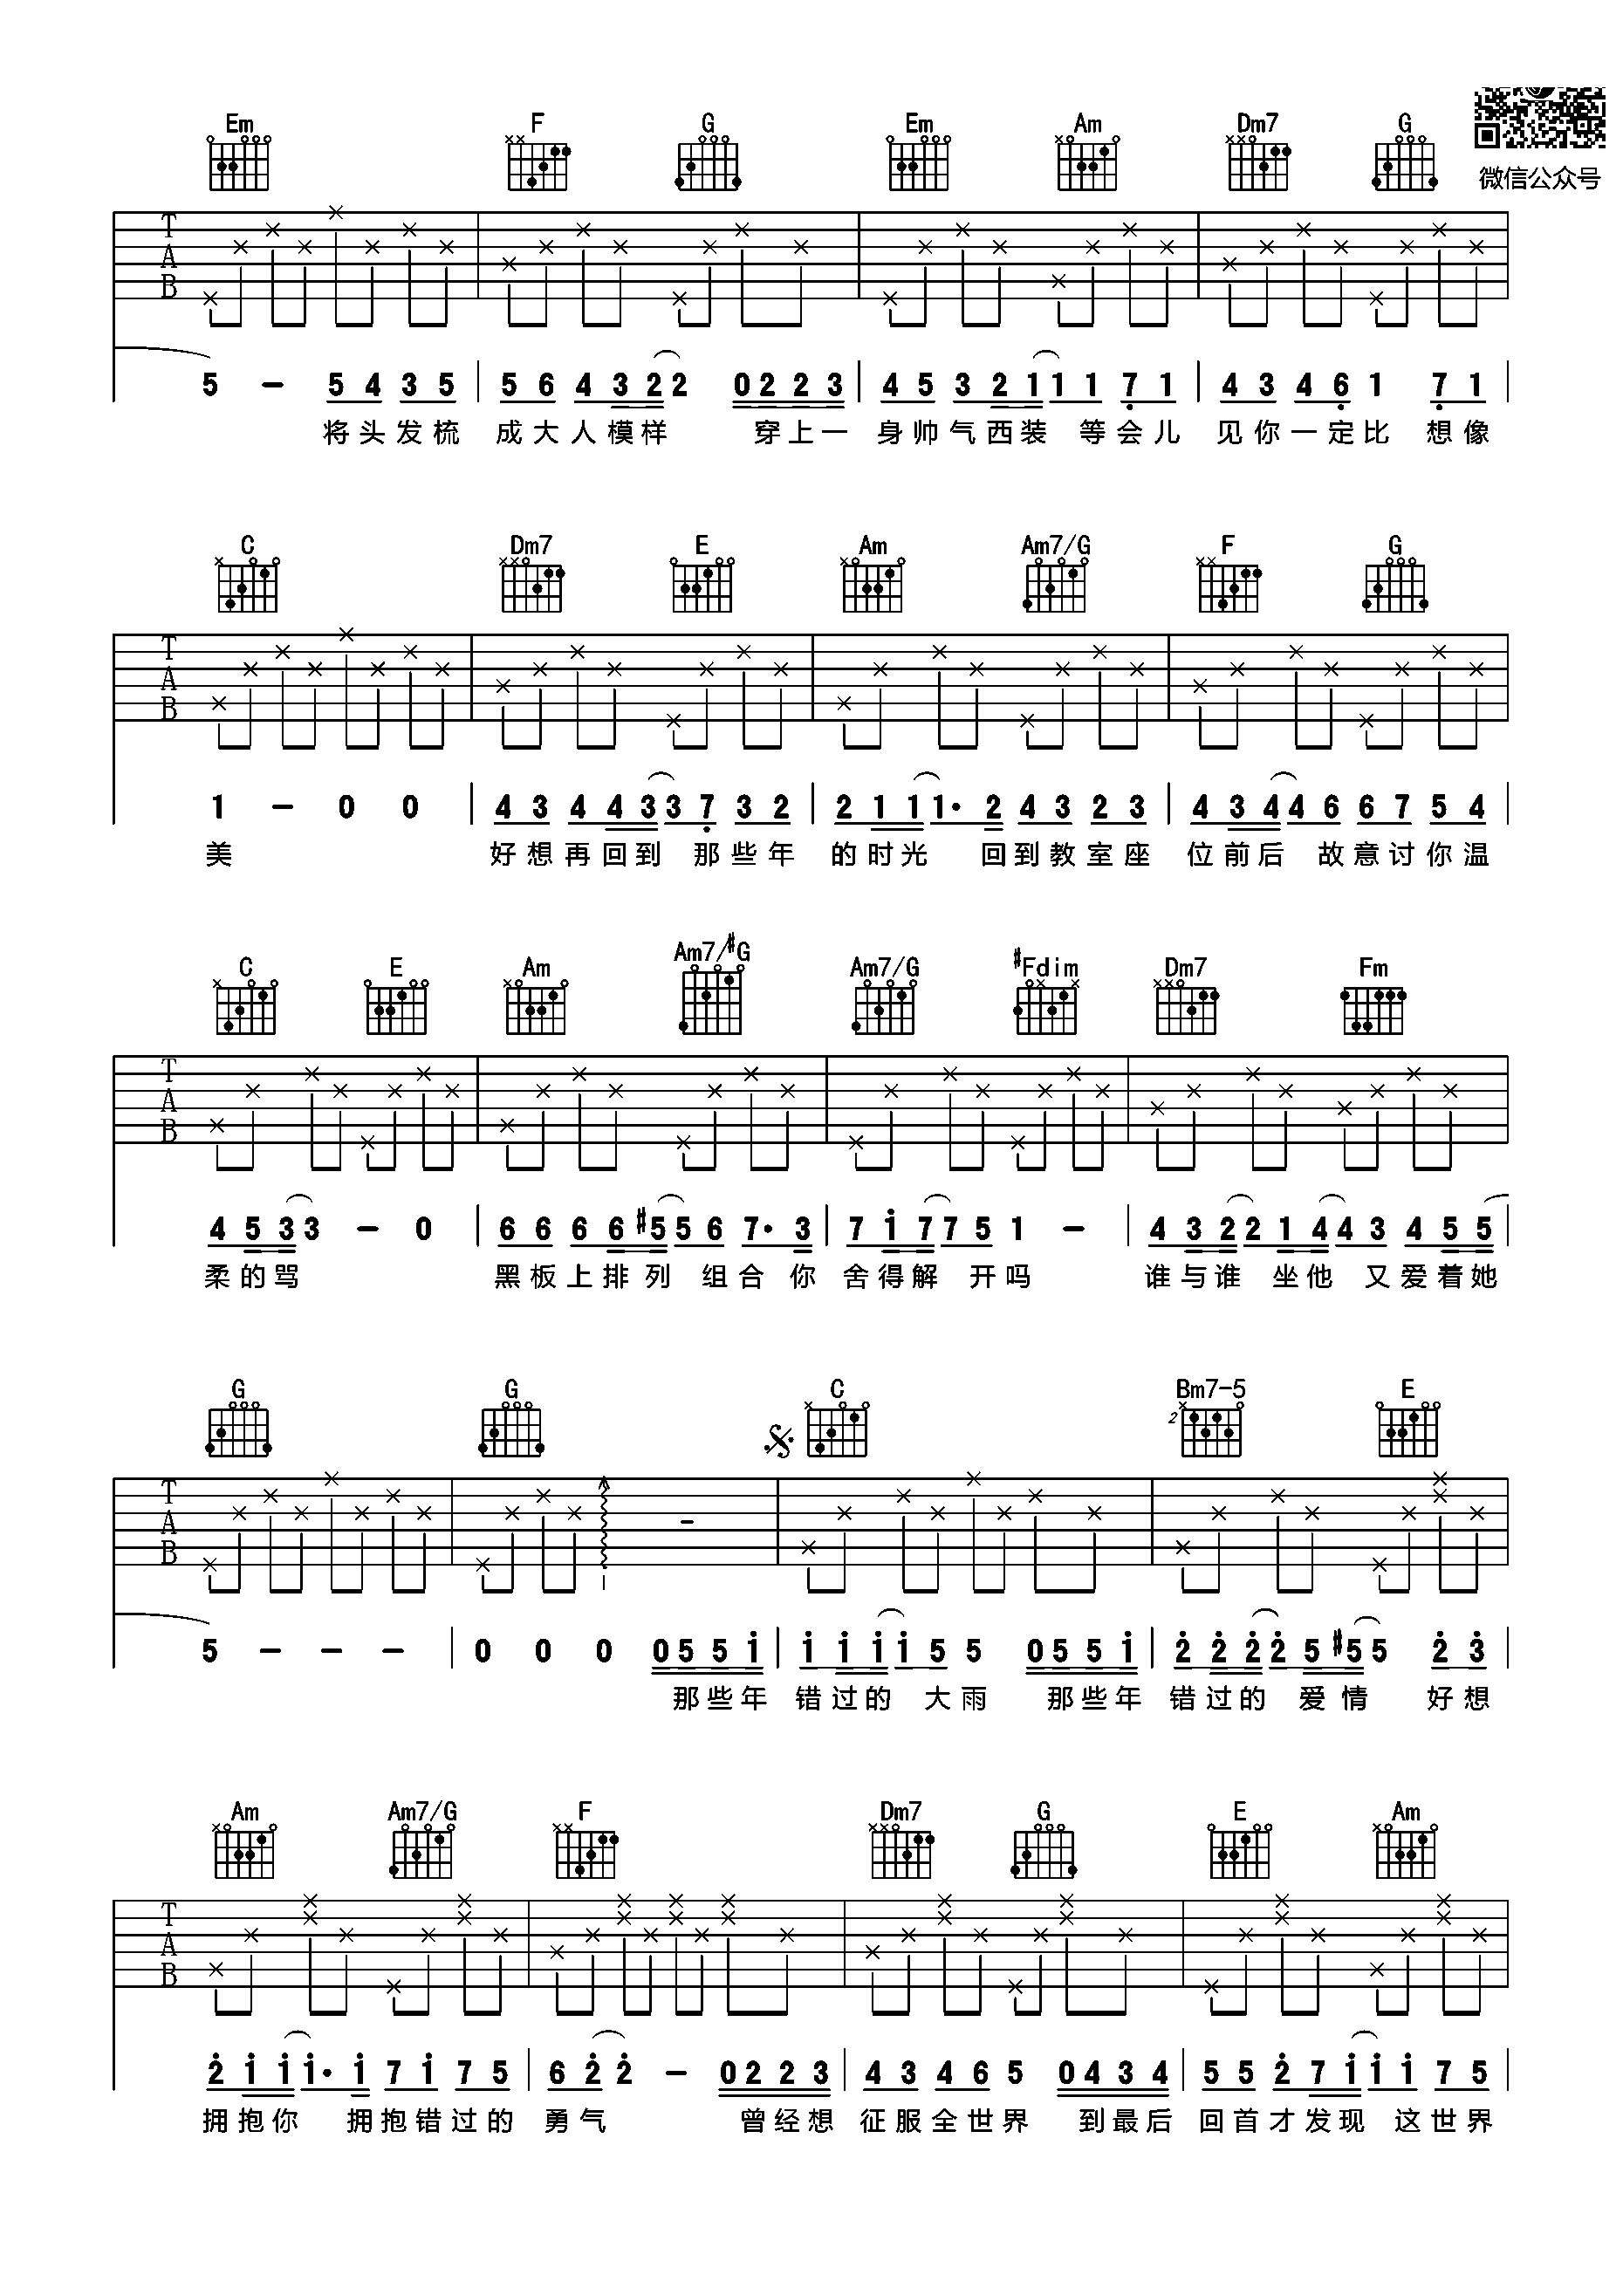 微信公众号
Em F G Em Am Dm7 G
T
A
B
5 - 5 4 3 5 | 5 6 4 3 2 2 0 2 2 3 | 4 5 3 2 1 1 1 7 1 | 4 3 4 6 1 7 1 |
将头发梳 成大人模样 穿上一 身帅气西装 等会儿 见你一定比 想像
C Dm7 E Am Am7/G F G
T
A
B
1 - 0 0 | 4 3 4 4 3 3 7 3 2 | 2 1 1 1· 2 4 3 2 3 | 4 3 4 4 6 6 7 5 4 |
美 好想再回到 那些年 的时光 回到教室座 位前后 故意讨你温
C E Am Am7/#G Am7/G #Fdim Dm7 Fm
T
A
B
4 5 3 3 - 0 | 6 6 6 6 #5 5 6 7· 3 | 7 1 7 7 5 1 - | 4 3 2 2 1 4 4 3 4 5 5 |
柔的骂 黑板上排列 组合你 舍得解 开吗 谁与谁 坐他 又爱着她
G G C Bm7-5 E
2
T
A
B
5 - - - | 0 0 0 0 5 5 1 | 1 1 1 1 5 5 0 5 5 1 | 2 2 2 2 5 #5 5 2 3 |
那些年 错过的 大雨 那些年 错过的 爱情 好想
Am Am7/G F Dm7 G E Am
T
A
B
2 1 1 1· 1 7 1 7 5 | 6 2 2 - 0 2 2 3 | 4 3 4 6 5 0 4 3 4 | 5 5 2 7 1 1 1 7 5 |
拥抱你 拥抱错过的 勇气 曾经想 征服全世界 到最后 回首才发现 这世界